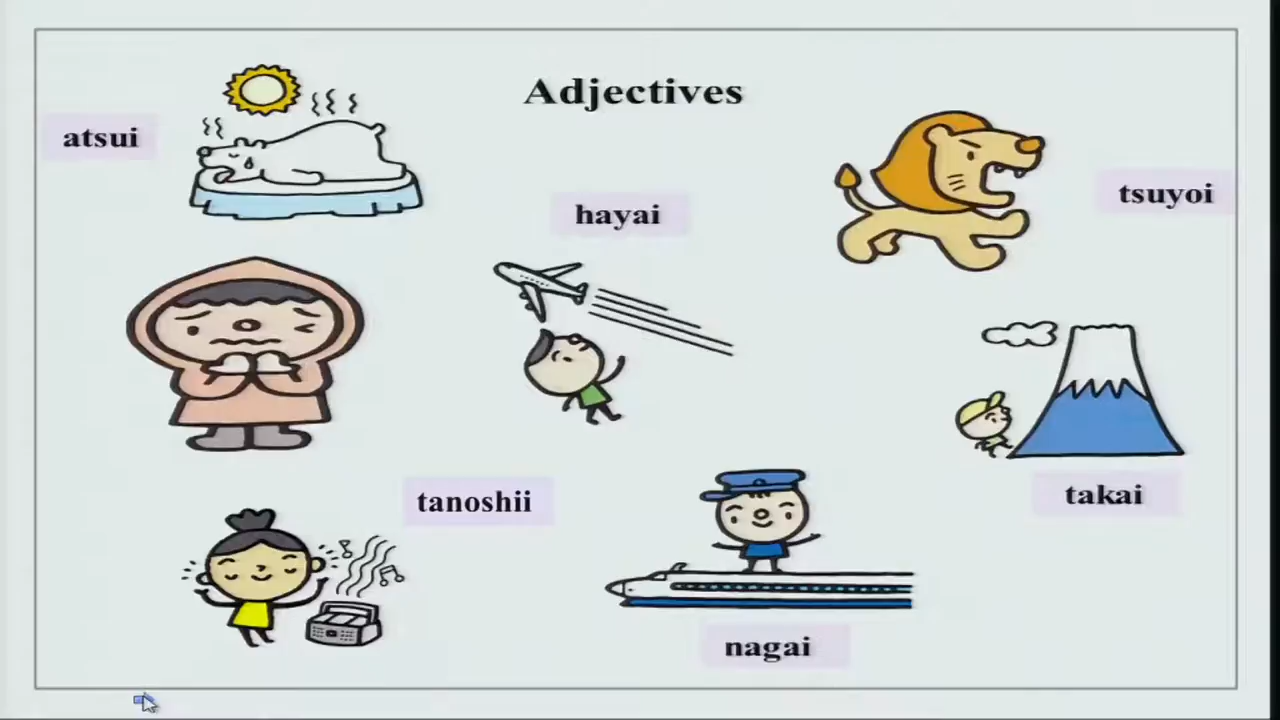 Adjectives
atsui
tsuyoi
hayai
takai
tanoshii
nagai